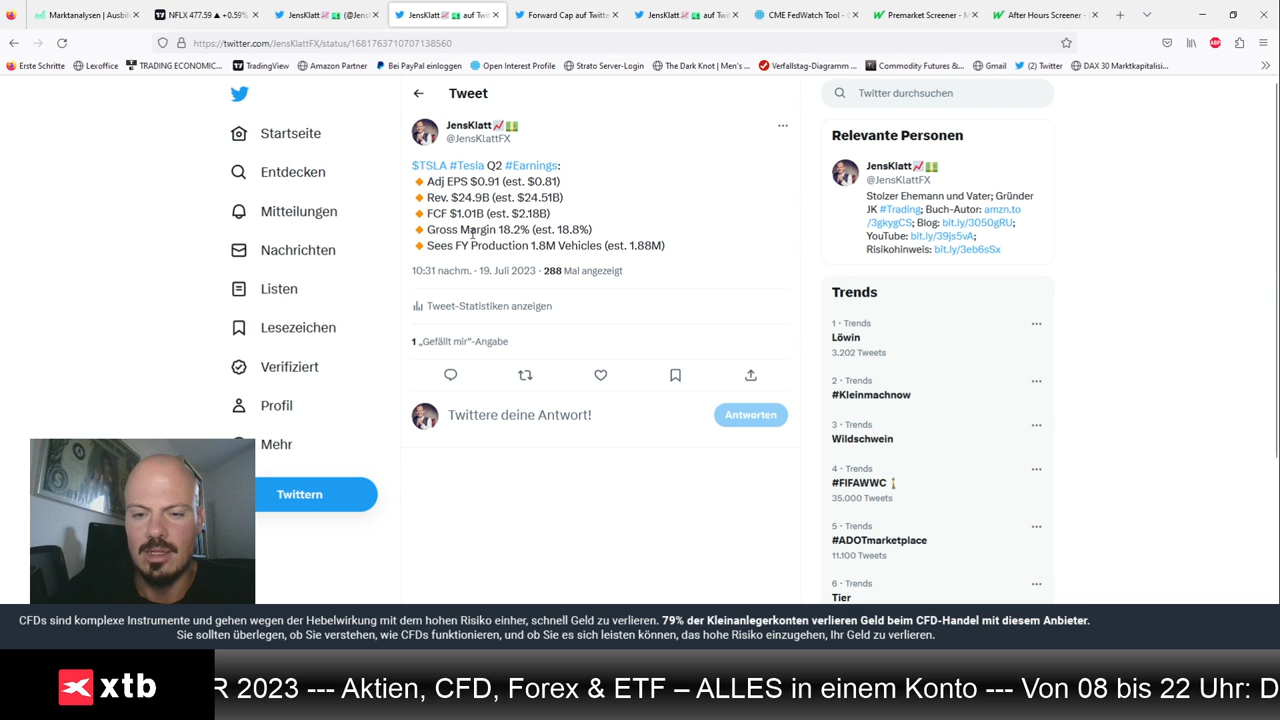 Marktanalysen | Ausbil
NFLX 477.59 ▲ +0.59%
JensKlatt📈💵 (@Jens
JensKlatt📈💵 auf Twi
Forward Cap auf Twitte
JensKlatt📈💵 auf Twi
CME FedWatch Tool - C
Premarket Screener - M
After Hours Screener -
https://twitter.com/JensKlattFX/status/1681763710707138560
Erste Schritte
Lexoffice
TRADING ECONOMIC...
TradingView
Amazon Partner
Bei PayPal einloggen
Open Interest Profile
Strato Server-Login
The Dark Knot | Men's ...
Verfallstag-Diagramm ...
Commodity Futures &...
Gmail
(2) Twitter
DAX 30 Marktkapitalisi...
Startseite
Entdecken
Mitteilungen
Nachrichten
Listen
Lesezeichen
Verifiziert
Profil
Mehr
Twittern
Tweet
JensKlatt📈💵
@JensKlattFX
$TSLA #Tesla Q2 #Earnings:
🔸Adj EPS $0.91 (est. $0.81)
🔸Rev. $24.9B (est. $24.51B)
🔸FCF $1.01B (est. $2.18B)
🔸Gross Margin 18.2% (est. 18.8%)
🔸Sees FY Production 1.8M Vehicles (est. 1.88M)
10:31 nachm. · 19. Juli 2023 · 288 Mal angezeigt
Tweet-Statistiken anzeigen
1 „Gefällt mir“-Angabe
Twittere deine Antwort!
Antworten
Twitter durchsuchen
Relevante Personen
JensKlatt📈💵
@JensKlattFX
Stolzer Ehemann und Vater; Gründer
JK #Trading; Buch-Autor: amzn.to
/3gkygCS; Blog: bit.ly/3050gRU;
YouTube: bit.ly/39js5vA;
Risikohinweis: bit.ly/3eb6sSx
Trends
1 · Trends
Löwin
3.202 Tweets
2 · Trends
#Kleinmachnow
3 · Trends
Wildschwein
4 · Trends
#FIFAWWC
35.000 Tweets
5 · Trends
#ADOTmarketplace
11.100 Tweets
6 · Trends
Tier
CFDs sind komplexe Instrumente und gehen wegen der Hebelwirkung mit dem hohen Risiko einher, schnell Geld zu verlieren. 79% der Kleinanlegerkonten verlieren Geld beim CFD-Handel mit diesem Anbieter.
Sie sollten überlegen, ob Sie verstehen, wie CFDs funktionieren, und ob Sie es sich leisten können, das hohe Risiko einzugehen, Ihr Geld zu verlieren.
xtb
R 2023 --- Aktien, CFD, Forex & ETF – ALLES in einem Konto --- Von 08 bis 22 Uhr: D